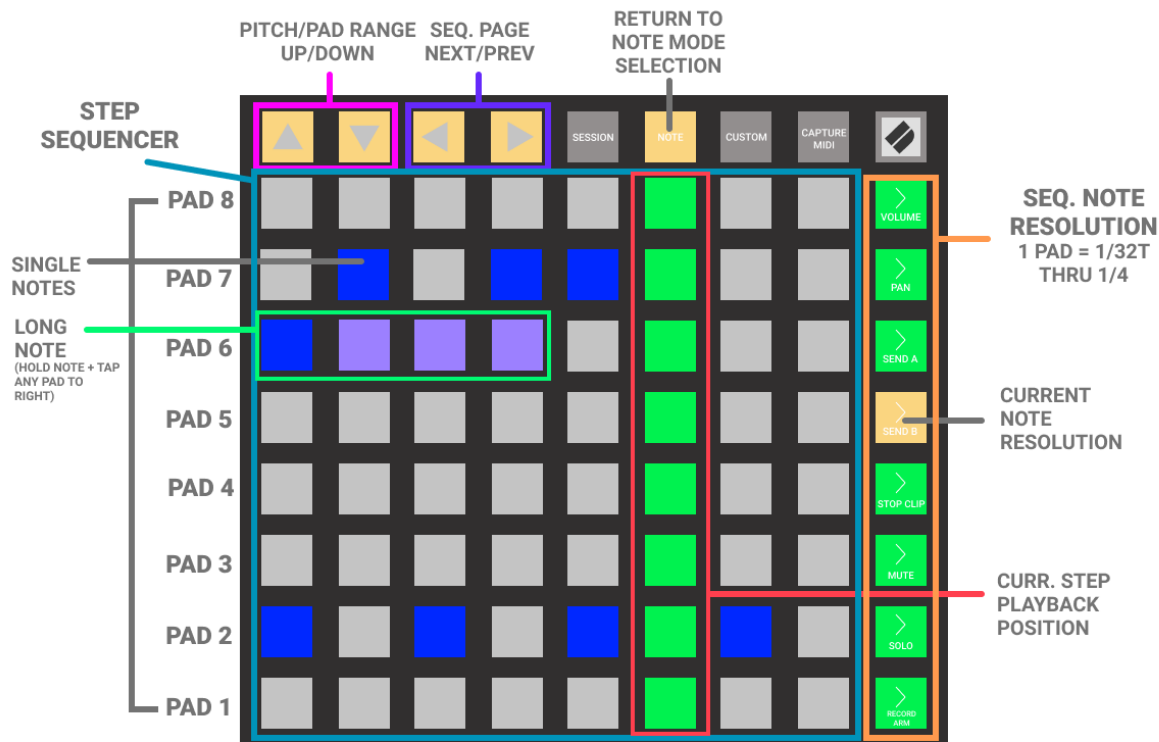 PITCH/PAD RANGE
UP/DOWN
SEQ. PAGE
NEXT/PREV
RETURN TO
NOTE MODE
SELECTION
STEP
SEQUENCER
SESSION
NOTE
CUSTOM
CAPTURE
MIDI
PAD 8
VOLUME
SEQ. NOTE
RESOLUTION
1 PAD = 1/32T
THRU 1/4
SINGLE
NOTES
PAD 7
PAN
LONG
NOTE
(HOLD NOTE + TAP
ANY PAD TO
RIGHT)
PAD 6
SEND A
PAD 5
SEND B
CURRENT
NOTE
RESOLUTION
PAD 4
STOP CLIP
PAD 3
MUTE
CURR. STEP
PLAYBACK
POSITION
PAD 2
SOLO
PAD 1
RECORD
ARM